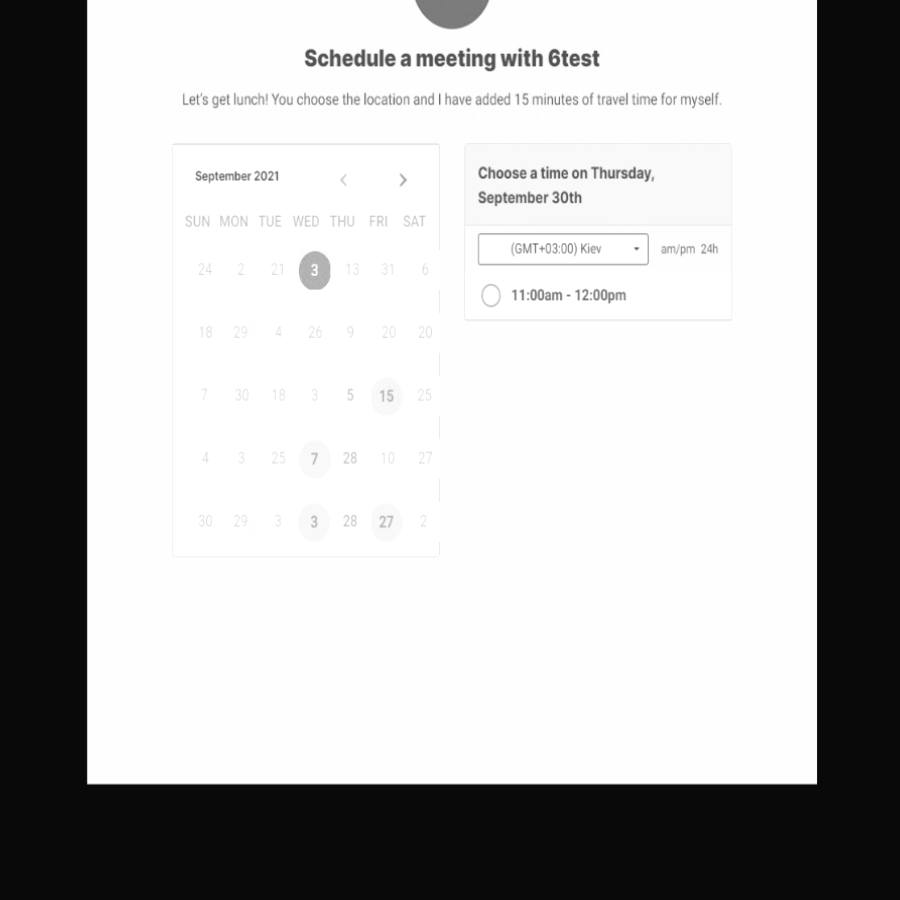 Schedule a meeting with 6test
Let's get lunch! You choose the location and I have added 15 minutes of travel time for myself.
September 2021
SUN MON TUE WED THU FRI SAT
24 2 21 3 13 31 6
18 29 4 26 9 20 20
7 30 18 3 5 15 25
4 3 25 7 28 10 27
30 29 3 3 28 27 2
Choose a time on Thursday,
September 30th
(GMT+03:00) Kiev am/pm 24h
11:00am - 12:00pm